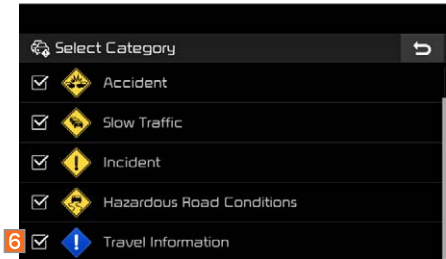 Select Category
Accident
Slow Traffic
Incident
Hazardous Road Conditions
6
Travel Information